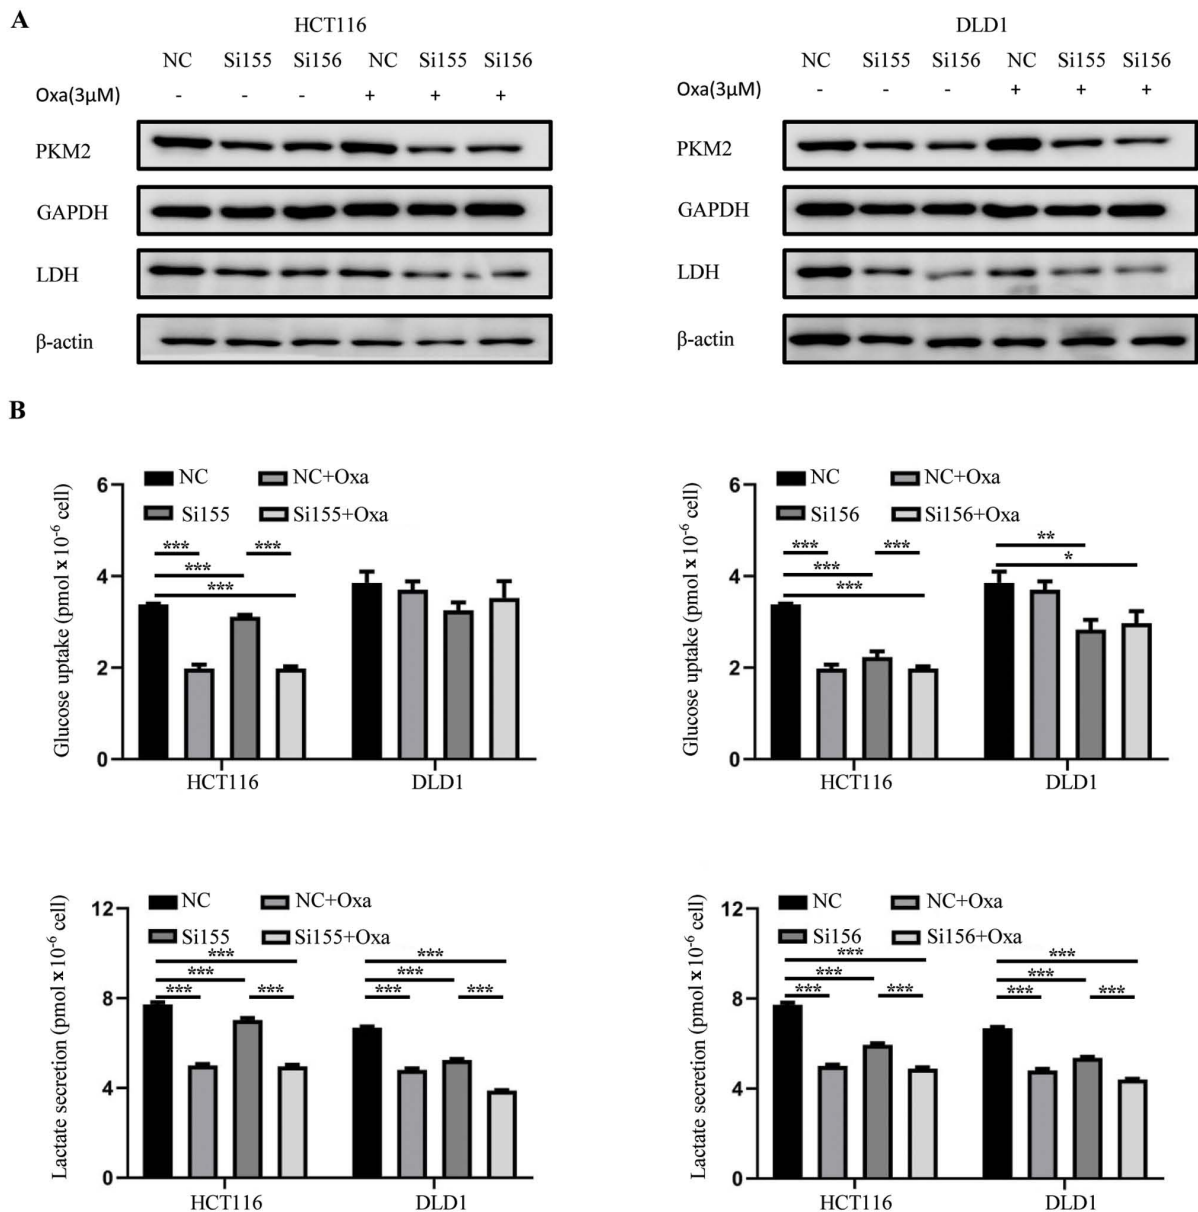 A
HCT116
NC Si155 Si156 NC Si155 Si156
Oxa(3μM) - - - + + +
PKM2
GAPDH
LDH
β-actin
DLD1
NC Si155 Si156 NC Si155 Si156
Oxa(3μM) - - - + + +
PKM2
GAPDH
LDH
β-actin
B
Glucose uptake (pmol x 10-6 cell)
NC NC+Oxa
Si155 Si155+Oxa
6
4
2
0
*** ***
***
***
HCT116 DLD1
Glucose uptake (pmol x 10-6 cell)
NC NC+Oxa
Si156 Si156+Oxa
6
4
2
0
*** ***
***
***
**
*
HCT116 DLD1
Lactate secretion (pmol x 10-6 cell)
NC NC+Oxa
Si155 Si155+Oxa
12
8
4
0
*** ***
*** ***
*** *** *** ***
HCT116 DLD1
Lactate secretion (pmol x 10-6 cell)
NC NC+Oxa
Si156 Si156+Oxa
12
8
4
0
*** ***
*** ***
*** *** *** ***
HCT116 DLD1